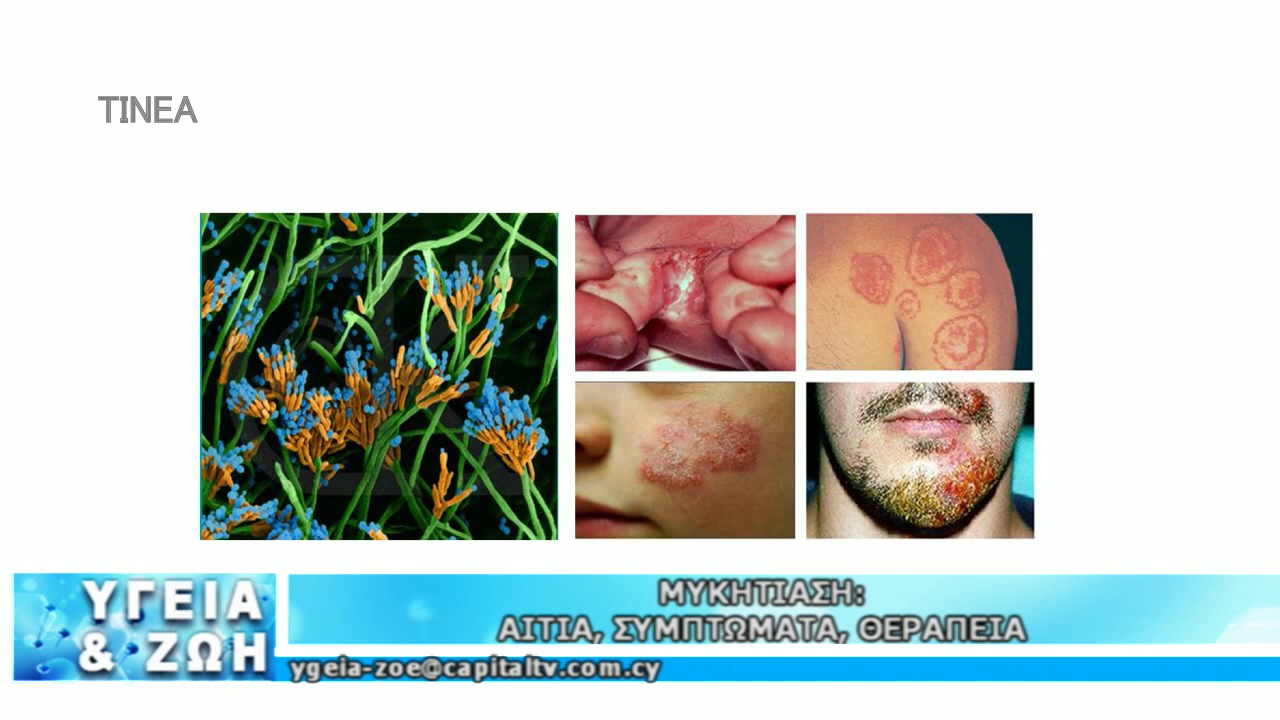 TINEA
ΥΓΕΙΑ
& ΖΩΗ
ΜΥΚΗΤΙΑΣΗ:
ΑΙΤΙΑ, ΣΥΜΠΤΩΜΑΤΑ, ΘΕΡΑΠΕΙΑ
ygeia-zoe@capitaltv.com.cy